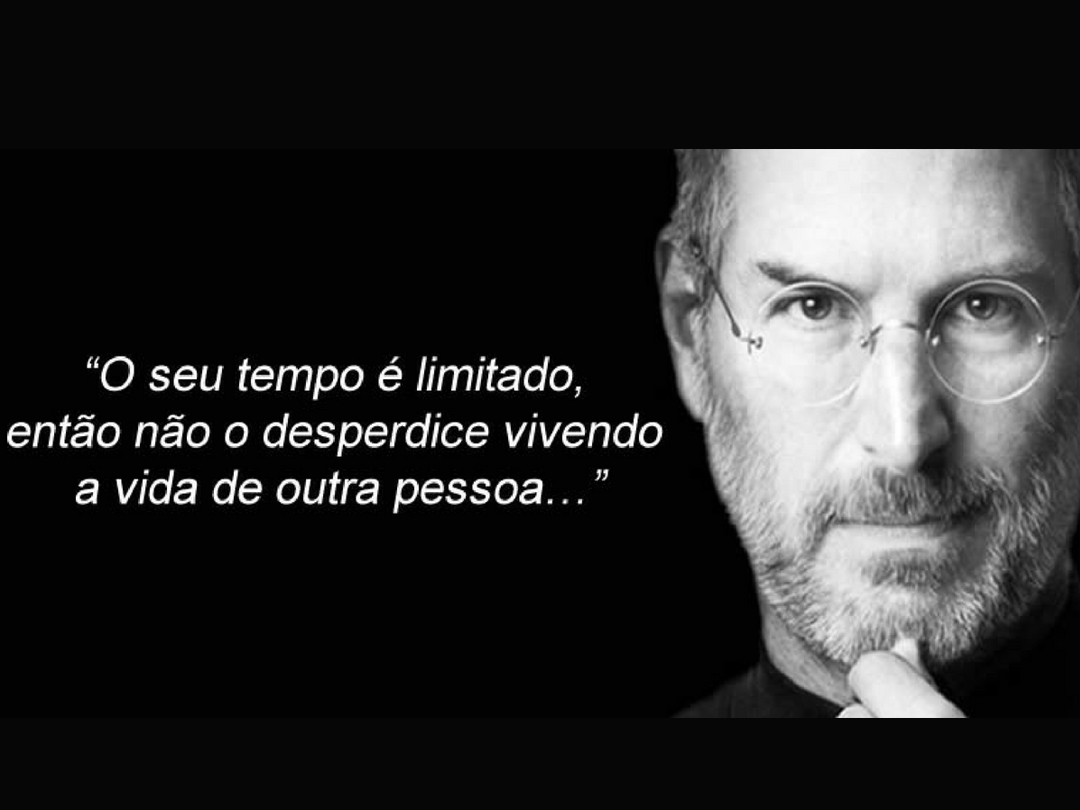 “O seu tempo é limitado,
então não o desperdice vivendo
a vida de outra pessoa…”